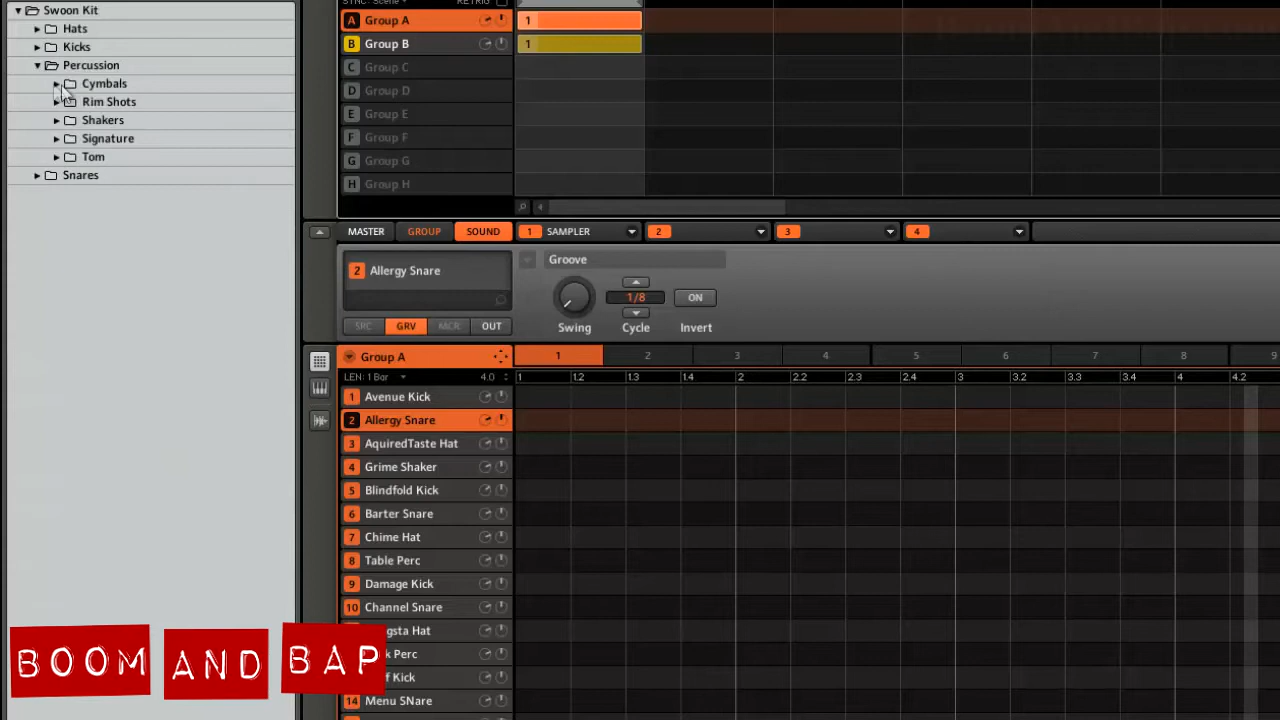 Swoon Kit
Hats
Kicks
Percussion
Cymbals
Rim Shots
Shakers
Signature
Tom
Snares
A Group A 1
B Group B 1
C Group C
D Group D
E Group E
F Group F
G Group G
H Group H
MASTER GROUP SOUND 1 SAMPLER 2 3 4
2 Allergy Snare
Groove
1/8 ON
Swing Cycle Invert
SRC GRV MCR OUT
Group A 1 2 3 4 5 6 7 8 9
LEN: 1 Bar 4.0 1 1.2 1.3 1.4 2 2.2 2.3 2.4 3 3.2 3.3 3.4 4 4.2
1 Avenue Kick
2 Allergy Snare
3 AquiredTaste Hat
4 Grime Shaker
5 Blindfold Kick
6 Barter Snare
7 Chime Hat
8 Table Perc
9 Damage Kick
10 Channel Snare
Hat
Perc
Kick
14 Menu SNare
BOOM AND BAP